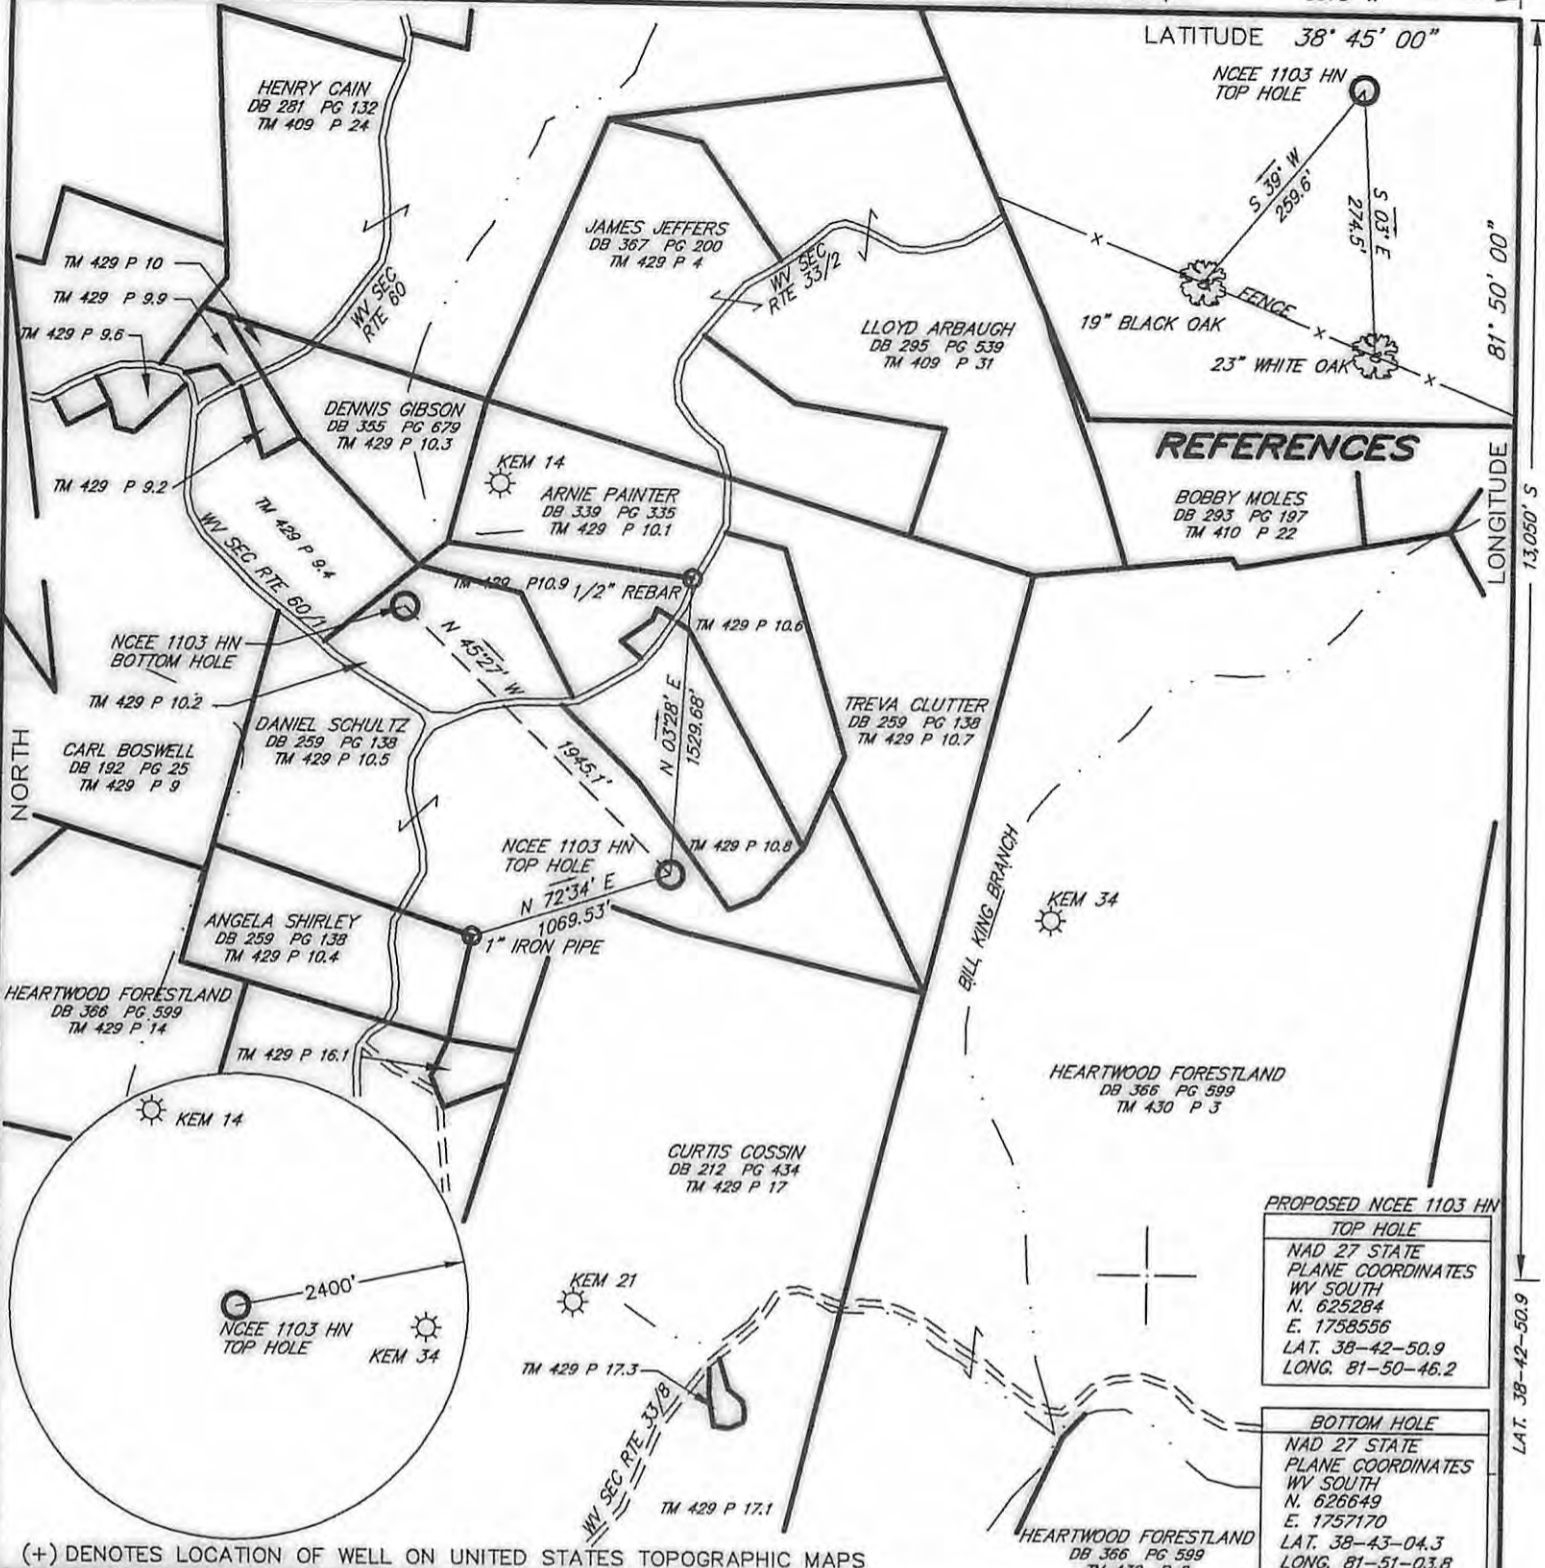 LATITUDE 38° 45' 00"
NCEE 1103 HN
TOP HOLE
S 39° W
259.6'
S 03° E
274.5'
FENCE
19" BLACK OAK
23" WHITE OAK
81° 50' 00"
LONGITUDE
REFERENCES
13,050' S
LAT. 38-42-50.9
HENRY CAIN
DB 281 PG 132
TM 409 P 24
TM 429 P 10
TM 429 P 9.9
TM 429 P 9.6
WV SEC
RTE 60
JAMES JEFFERS
DB 367 PG 200
TM 429 P 4
WV SEC
RTE 33/2
LLOYD ARBAUGH
DB 295 PG 539
TM 409 P 31
DENNIS GIBSON
DB 355 PG 679
TM 429 P 10.3
TM 429 P 9.2
TM 429 P 9.4
WV SEC RTE 60/1
KEM 14
ARNIE PAINTER
DB 339 PG 335
TM 429 P 10.1
BOBBY MOLES
DB 293 PG 197
TM 410 P 22
TM 429 P10.9
1/2" REBAR
TM 429 P 10.6
NCEE 1103 HN
BOTTOM HOLE
TM 429 P 10.2
N 45°27' W
1945.1'
N 03°28' E
1529.68'
DANIEL SCHULTZ
DB 259 PG 138
TM 429 P 10.5
TREVA CLUTTER
DB 259 PG 138
TM 429 P 10.7
NORTH
CARL BOSWELL
DB 192 PG 25
TM 429 P 9
NCEE 1103 HN
TOP HOLE
TM 429 P 10.8
N 72°34' E
1069.53'
1" IRON PIPE
ANGELA SHIRLEY
DB 259 PG 138
TM 429 P 10.4
BILL KING BRANCH
KEM 34
HEARTWOOD FORESTLAND
DB 366 PG 599
TM 429 P 14
TM 429 P 16.1
HEARTWOOD FORESTLAND
DB 366 PG 599
TM 430 P 3
KEM 14
2400'
NCEE 1103 HN
TOP HOLE
KEM 34
CURTIS COSSIN
DB 212 PG 434
TM 429 P 17
KEM 21
TM 429 P 17.3
WV SEC RTE 33/8
TM 429 P 17.1
PROPOSED NCEE 1103 HN
TOP HOLE
NAD 27 STATE
PLANE COORDINATES
WV SOUTH
N. 625284
E. 1758556
LAT. 38-42-50.9
LONG. 81-50-46.2
BOTTOM HOLE
NAD 27 STATE
PLANE COORDINATES
WV SOUTH
N. 626649
E. 1757170
LAT. 38-43-04.3
LONG. 81-51-03.8
HEARTWOOD FORESTLAND
DB 366 PG 599
(+) DENOTES LOCATION OF WELL ON UNITED STATES TOPOGRAPHIC MAPS